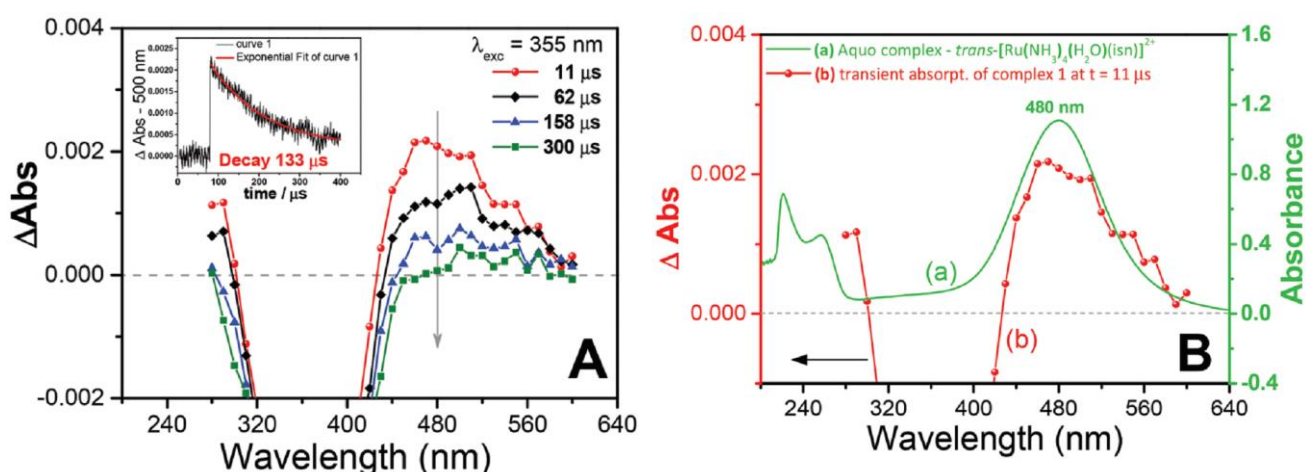 0.004
0.002
0.000
-0.002
ΔAbs
240 320 400 480 560 640
Wavelength (nm)
λexc = 355 nm
11 μs
62 μs
158 μs
300 μs
A
curve 1
Exponential Fit of curve 1
0.0025
0.0020
0.0015
0.0010
0.0005
0.0000
Δ Abs - 500 nm
Decay 133 μs
0 100 200 300 400
time / μs
B
(a) Aquo complex - trans-[Ru(NH3)4(H2O)(isn)]2+
(b) transient absorpt. of complex 1 at t = 11 μs
480 nm
(a)
(b)
0.004
0.002
0.000
Δ Abs
1.6
1.2
0.8
0.4
0.0
-0.4
Absorbance
240 320 400 480 560 640
Wavelength (nm)